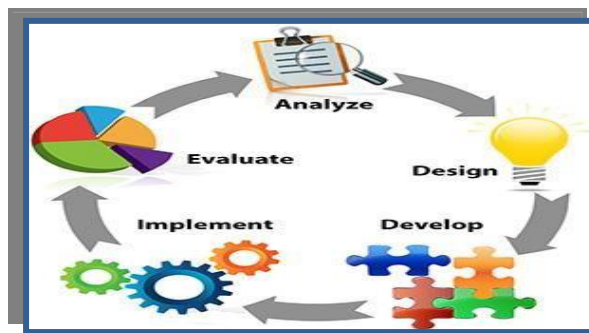 Analyze
Design
Develop
Implement
Evaluate